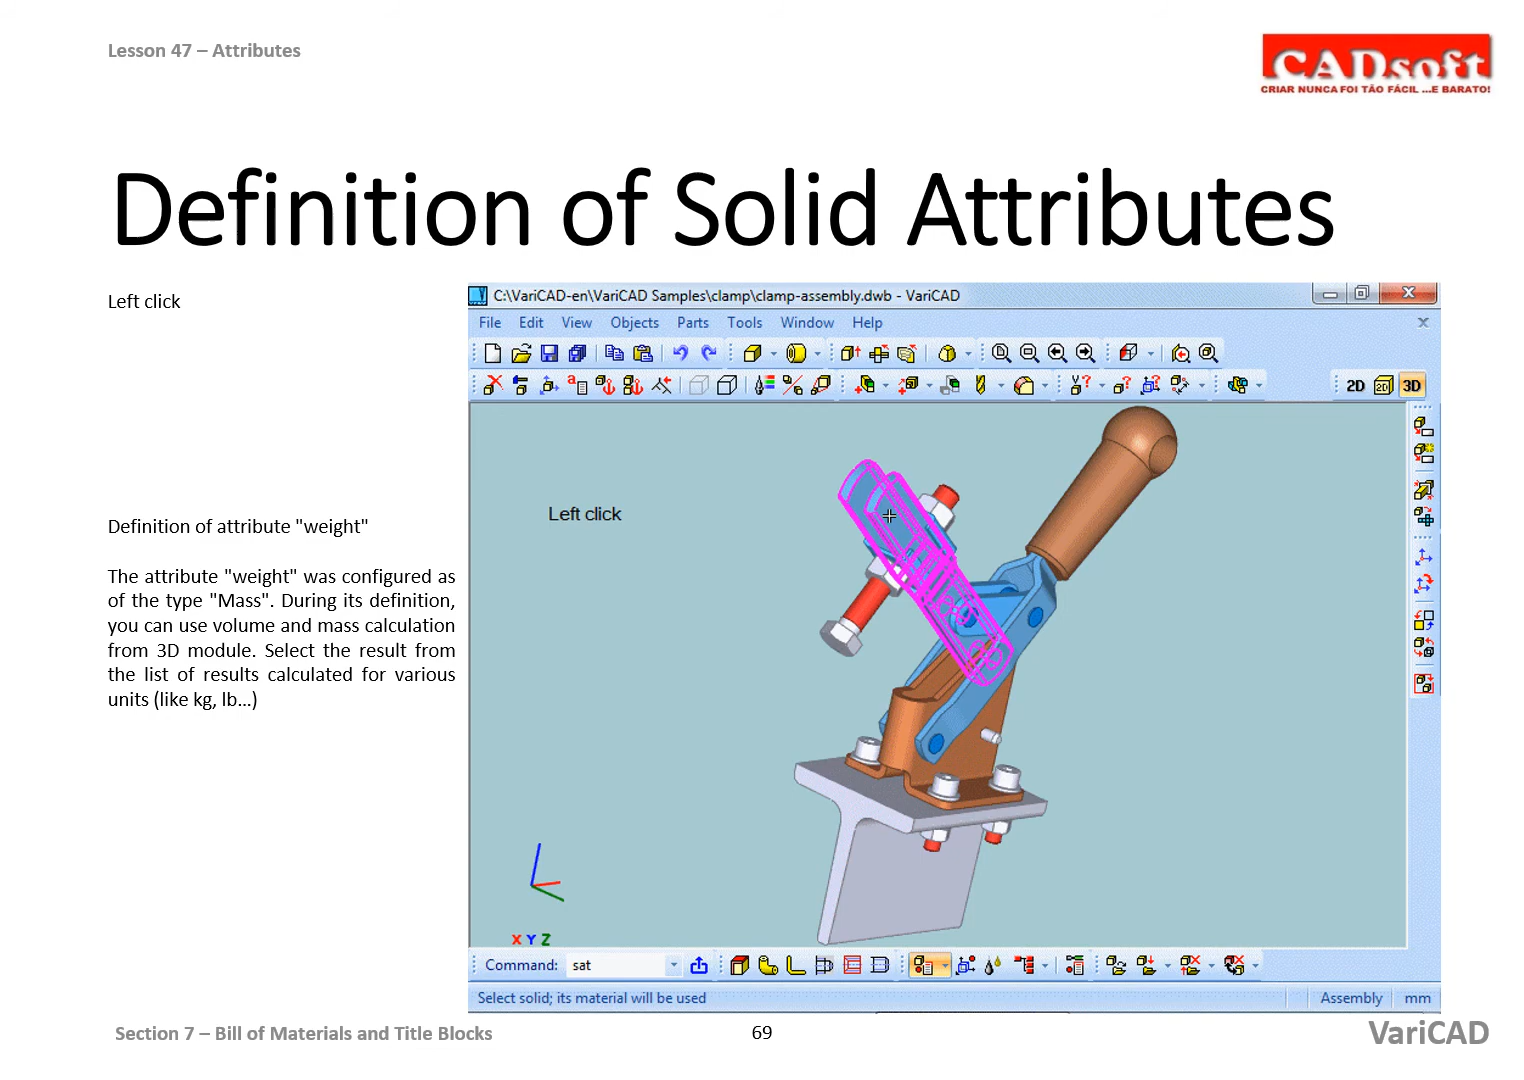 Lesson 47 – Attributes
CADsoft
CRIAR NUNCA FOI TÃO FÁCIL ...E BARATO!
Definition of Solid Attributes
Left click
Definition of attribute "weight"
The attribute "weight" was configured as
of the type "Mass". During its definition,
you can use volume and mass calculation
from 3D module. Select the result from
the list of results calculated for various
units (like kg, lb...)
C:\VariCAD-en\VariCAD Samples\clamp\clamp-assembly.dwb - VariCAD
File Edit View Objects Parts Tools Window Help
2D 2D 3D
Left click
X Y Z
Command: sat
Select solid; its material will be used
Assembly mm
Section 7 – Bill of Materials and Title Blocks
69
VariCAD